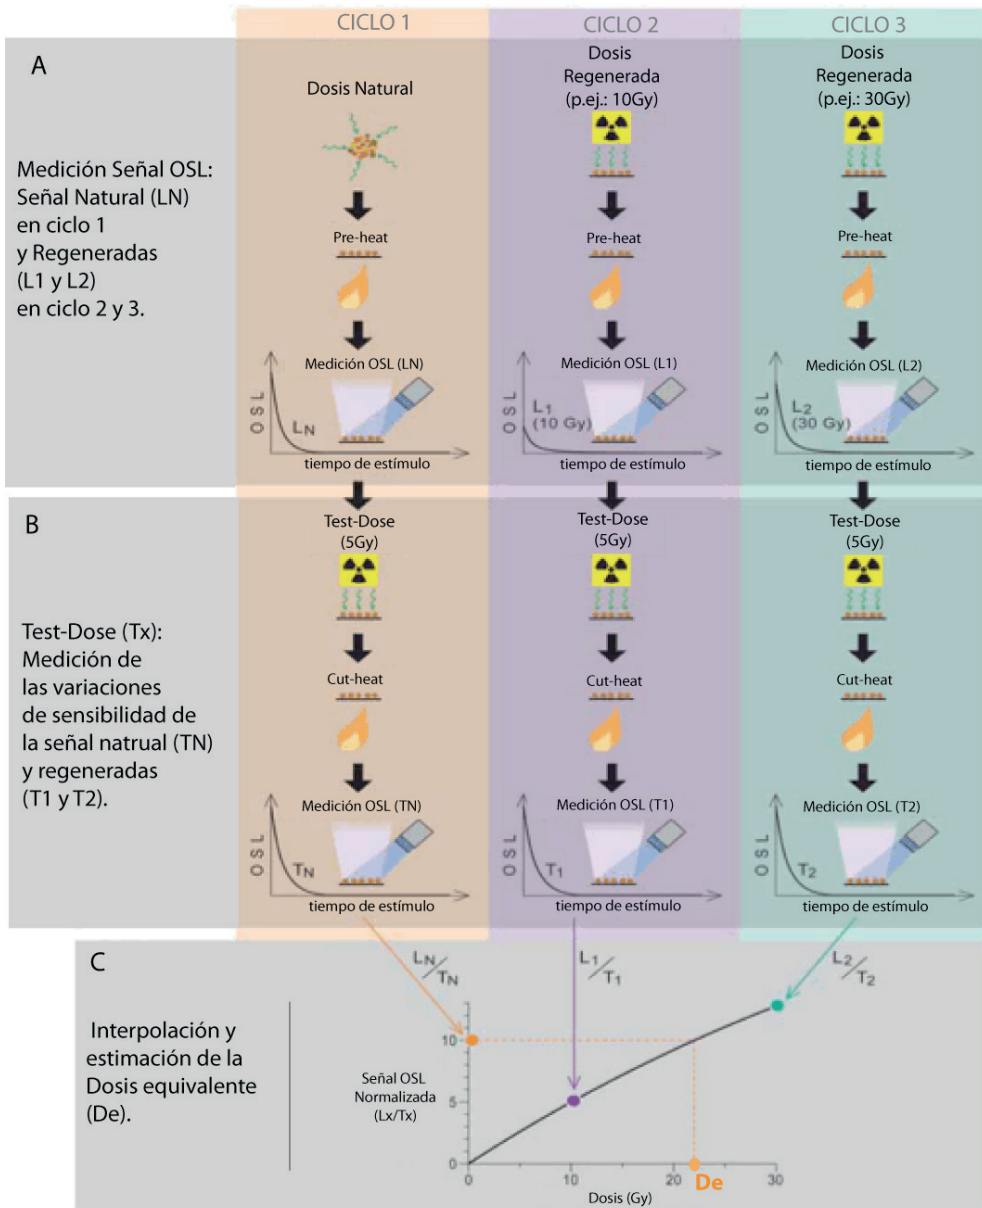 CICLO 1
CICLO 2
CICLO 3
A
Medición Señal OSL:
Señal Natural (LN)
en ciclo 1
y Regeneradas
(L1 y L2)
en ciclo 2 y 3.
Dosis Natural
Pre-heat
Medición OSL (LN)
OSL
LN
tiempo de estímulo
Dosis
Regenerada
(p.ej.: 10Gy)
Pre-heat
Medición OSL (L1)
OSL
L1
(10 Gy)
tiempo de estímulo
Dosis
Regenerada
(p.ej.: 30Gy)
Pre-heat
Medición OSL (L2)
OSL
L2
(30 Gy)
tiempo de estímulo
B
Test-Dose (Tx):
Medición de
las variaciones
de sensibilidad de
la señal natrual (TN)
y regeneradas
(T1 y T2).
Test-Dose
(5Gy)
Cut-heat
Medición OSL (TN)
OSL
TN
tiempo de estímulo
Test-Dose
(5Gy)
Cut-heat
Medición OSL (T1)
OSL
T1
tiempo de estímulo
Test-Dose
(5Gy)
Cut-heat
Medición OSL (T2)
OSL
T2
tiempo de estímulo
C
Interpolación y
estimación de la
Dosis equivalente
(De).
LN/TN
L1/T1
L2/T2
Señal OSL
Normalizada
(Lx/Tx)
10
5
0
0
10
20
30
De
Dosis (Gy)